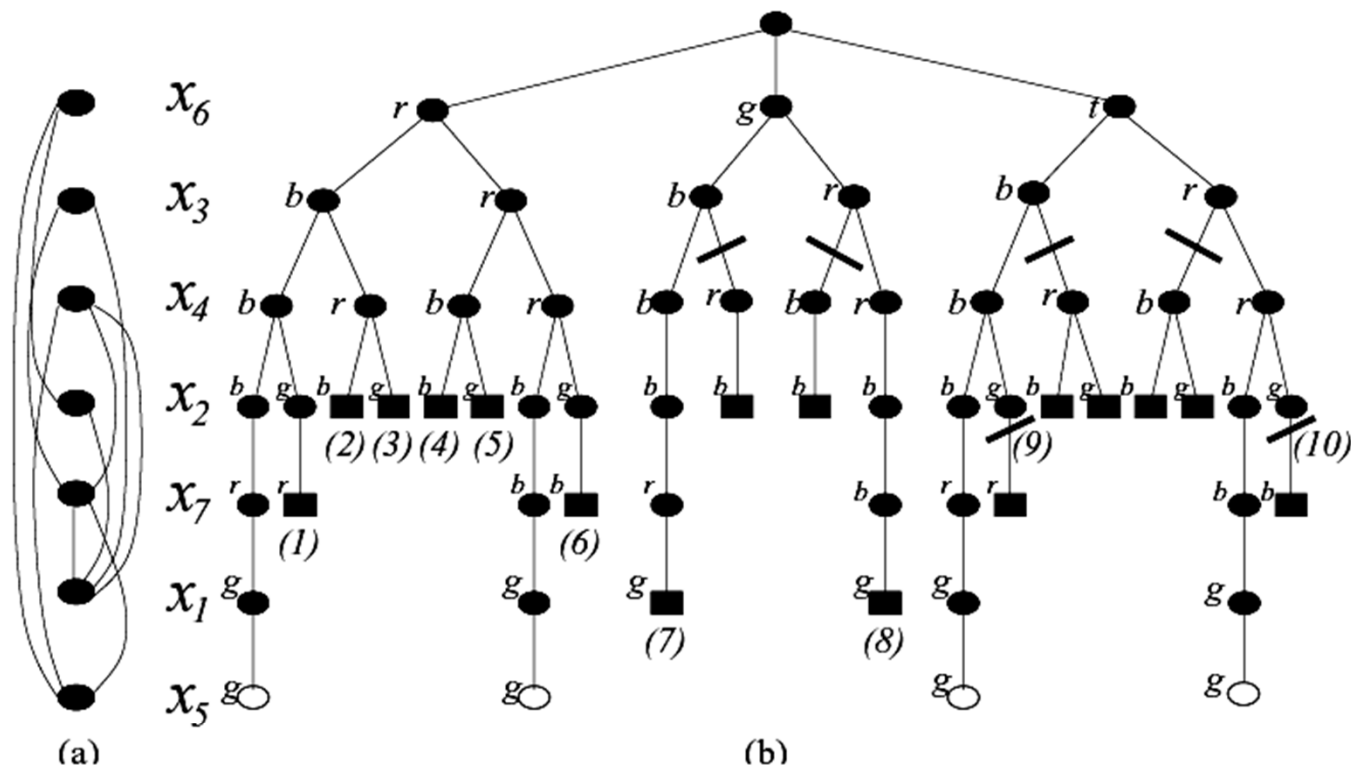 x6 r g t
x3 b r b r b r
x4 b r b r b r b r b r b r
x2 b g b g b g b g b b b b b g b g b g b g
(2) (3) (4) (5) (9) (10)
x7 r r b b r b r r b b
(1) (6)
x1 g g g g g g
(7) (8)
x5 g g g g
(a) (b)